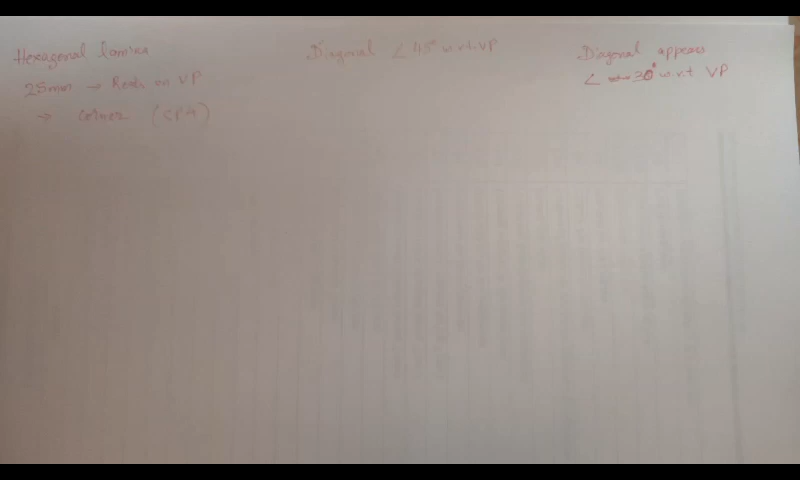 Hexagonal lamina
25mm → Rests on VP
→ corner
Diagonal ∠ 45° w.r.t. VP
Diagonal appears
∠ 30° w.r.t VP